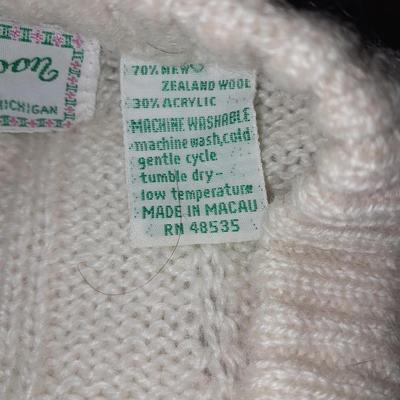 MICHIGAN
70% NEW
ZEALAND WOOL
30% ACRYLIC
MACHINE WASHABLE
machine wash, cold
gentle cycle
tumble dry-
low temperature
MADE IN MACAU
RN 48535